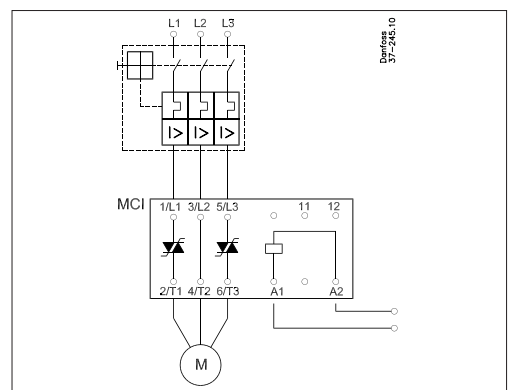 L1 L2 L3
Danfoss
37-245.10
I> I> I>
MCI
1/L1 3/L2 5/L3 11 12
2/T1 4/T2 6/T3 A1 A2
M